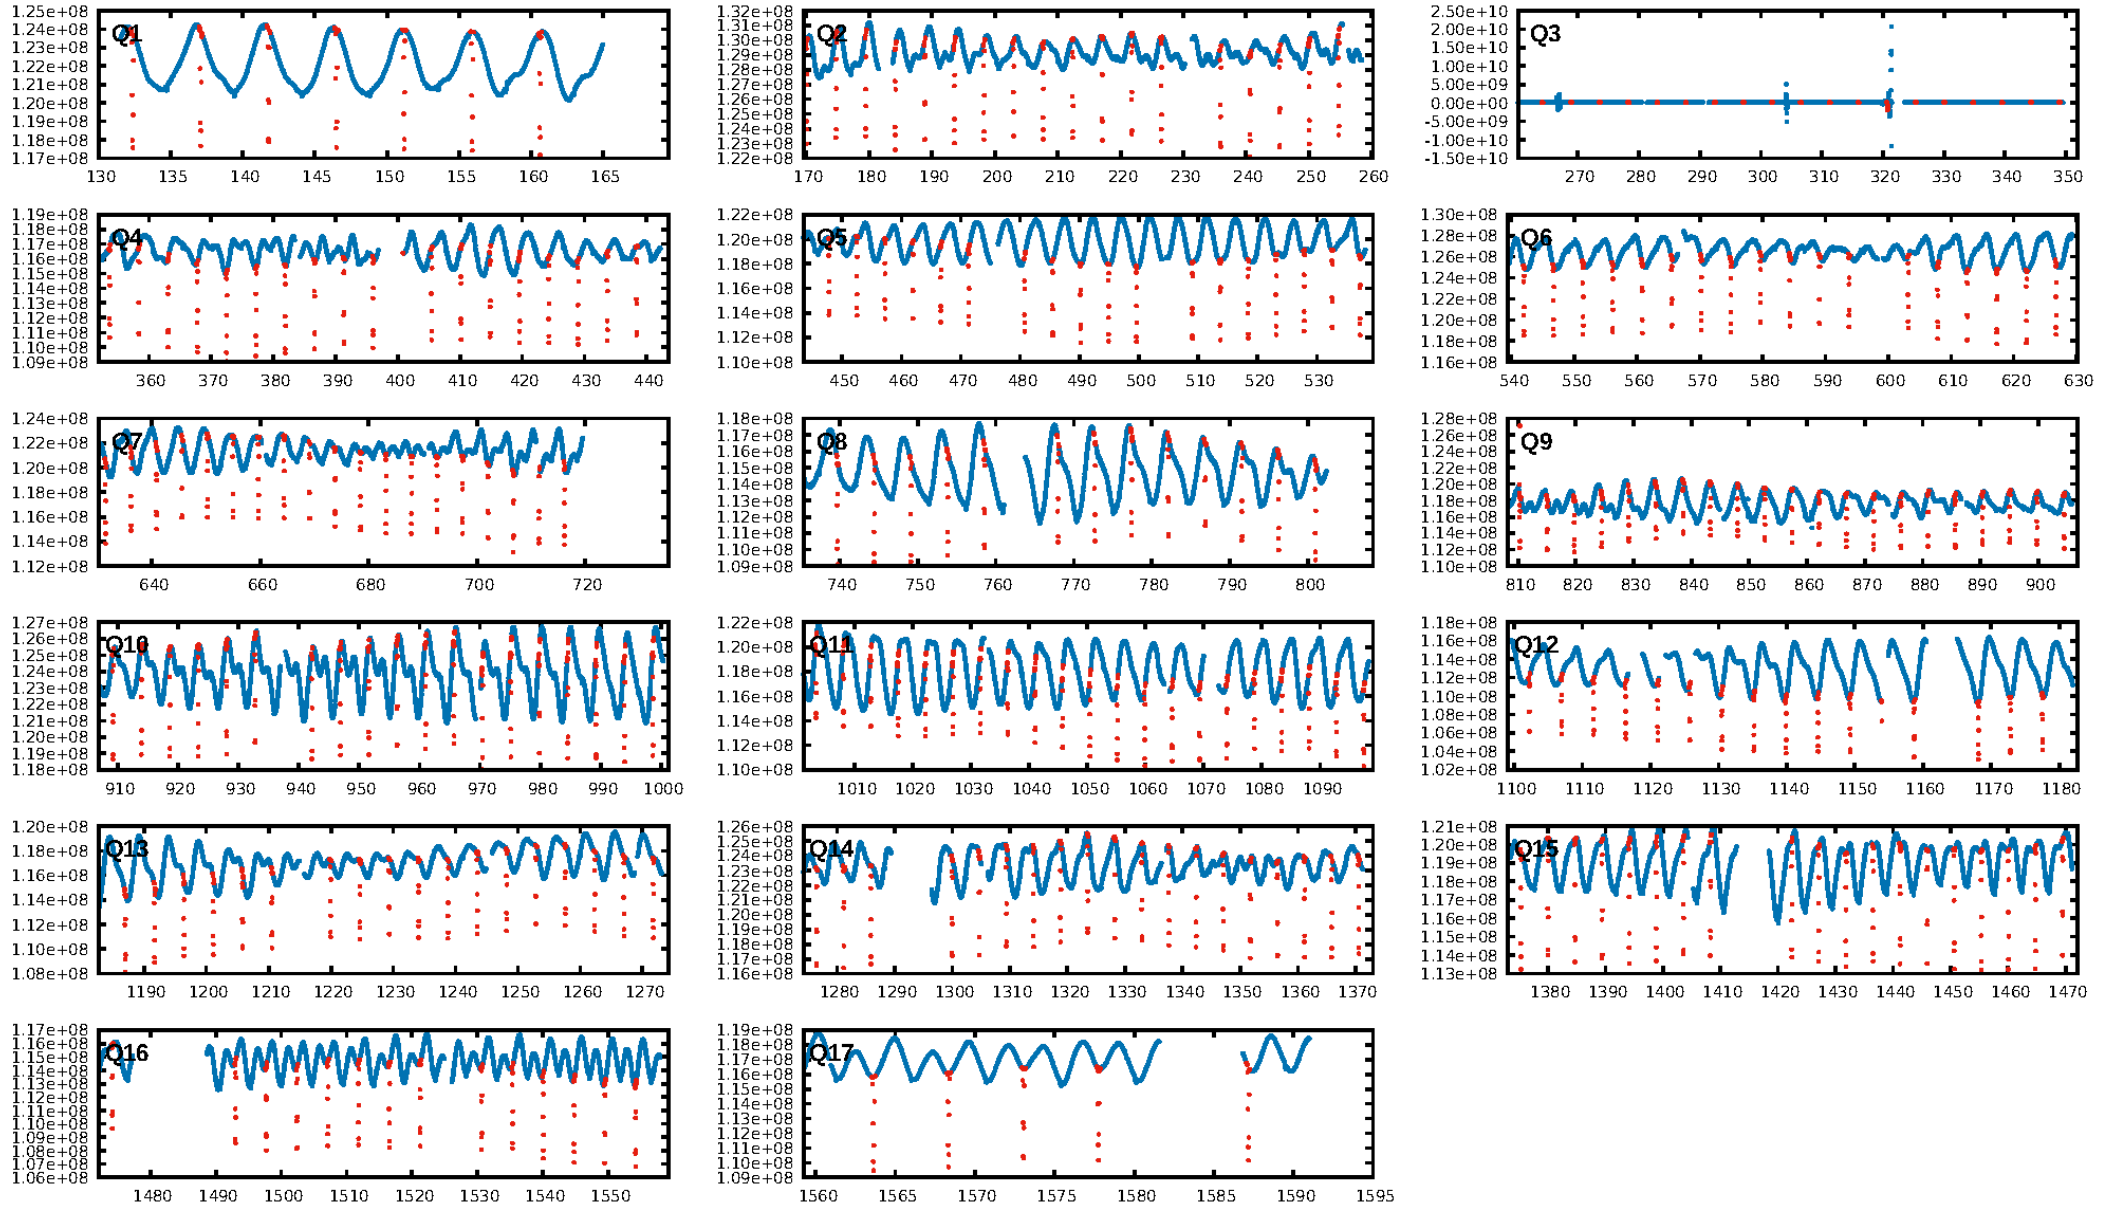 Q1
1.25e+08
1.24e+08
1.23e+08
1.22e+08
1.21e+08
1.20e+08
1.19e+08
1.18e+08
1.17e+08
130 135 140 145 150 155 160 165
Q2
1.32e+08
1.31e+08
1.30e+08
1.29e+08
1.28e+08
1.27e+08
1.26e+08
1.25e+08
1.24e+08
1.23e+08
1.22e+08
170 180 190 200 210 220 230 240 250 260
Q3
2.50e+10
2.00e+10
1.50e+10
1.00e+10
5.00e+09
0.00e+00
-5.00e+09
-1.00e+10
-1.50e+10
270 280 290 300 310 320 330 340 350
Q4
1.19e+08
1.18e+08
1.17e+08
1.16e+08
1.15e+08
1.14e+08
1.13e+08
1.12e+08
1.11e+08
1.10e+08
1.09e+08
360 370 380 390 400 410 420 430 440
Q5
1.22e+08
1.20e+08
1.18e+08
1.16e+08
1.14e+08
1.12e+08
1.10e+08
450 460 470 480 490 500 510 520 530
Q6
1.30e+08
1.28e+08
1.26e+08
1.24e+08
1.22e+08
1.20e+08
1.18e+08
1.16e+08
540 550 560 570 580 590 600 610 620 630
Q7
1.24e+08
1.22e+08
1.20e+08
1.18e+08
1.16e+08
1.14e+08
1.12e+08
640 660 680 700 720
Q8
1.18e+08
1.17e+08
1.16e+08
1.15e+08
1.14e+08
1.13e+08
1.12e+08
1.11e+08
1.10e+08
1.09e+08
740 750 760 770 780 790 800
Q9
1.28e+08
1.26e+08
1.24e+08
1.22e+08
1.20e+08
1.18e+08
1.16e+08
1.14e+08
1.12e+08
1.10e+08
810 820 830 840 850 860 870 880 890 900
Q10
1.27e+08
1.26e+08
1.25e+08
1.24e+08
1.23e+08
1.22e+08
1.21e+08
1.20e+08
1.19e+08
1.18e+08
910 920 930 940 950 960 970 980 990 1000
Q11
1.22e+08
1.20e+08
1.18e+08
1.16e+08
1.14e+08
1.12e+08
1.10e+08
1010 1020 1030 1040 1050 1060 1070 1080 1090
Q12
1.18e+08
1.16e+08
1.14e+08
1.12e+08
1.10e+08
1.08e+08
1.06e+08
1.04e+08
1.02e+08
1100 1110 1120 1130 1140 1150 1160 1170 1180
Q13
1.20e+08
1.18e+08
1.16e+08
1.14e+08
1.12e+08
1.10e+08
1.08e+08
1190 1200 1210 1220 1230 1240 1250 1260 1270
Q14
1.26e+08
1.25e+08
1.24e+08
1.23e+08
1.22e+08
1.21e+08
1.20e+08
1.19e+08
1.18e+08
1.17e+08
1.16e+08
1280 1290 1300 1310 1320 1330 1340 1350 1360 1370
Q15
1.21e+08
1.20e+08
1.19e+08
1.18e+08
1.17e+08
1.16e+08
1.15e+08
1.14e+08
1.13e+08
1380 1390 1400 1410 1420 1430 1440 1450 1460 1470
Q16
1.17e+08
1.16e+08
1.15e+08
1.14e+08
1.13e+08
1.12e+08
1.11e+08
1.10e+08
1.09e+08
1.08e+08
1.07e+08
1.06e+08
1480 1490 1500 1510 1520 1530 1540 1550
Q17
1.19e+08
1.18e+08
1.17e+08
1.16e+08
1.15e+08
1.14e+08
1.13e+08
1.12e+08
1.11e+08
1.10e+08
1.09e+08
1560 1565 1570 1575 1580 1585 1590 1595